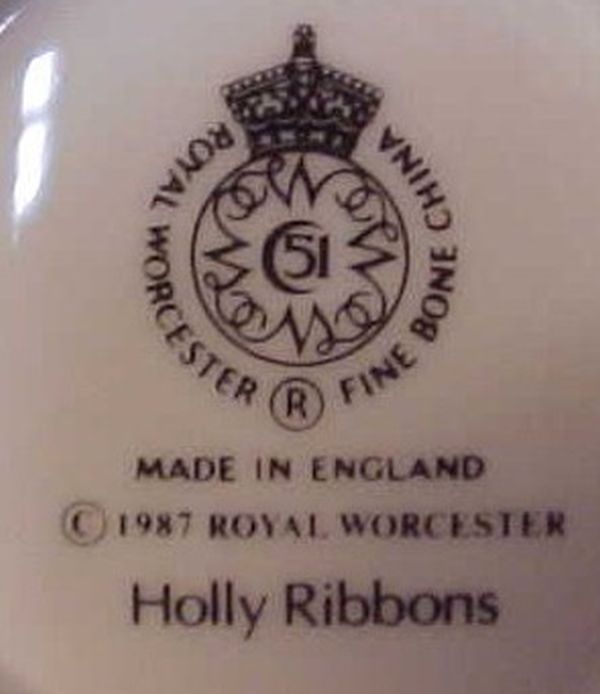 ROYAL WORCESTER ® FINE BONE CHINA
C51
MADE IN ENGLAND
© 1987 ROYAL WORCESTER
Holly Ribbons